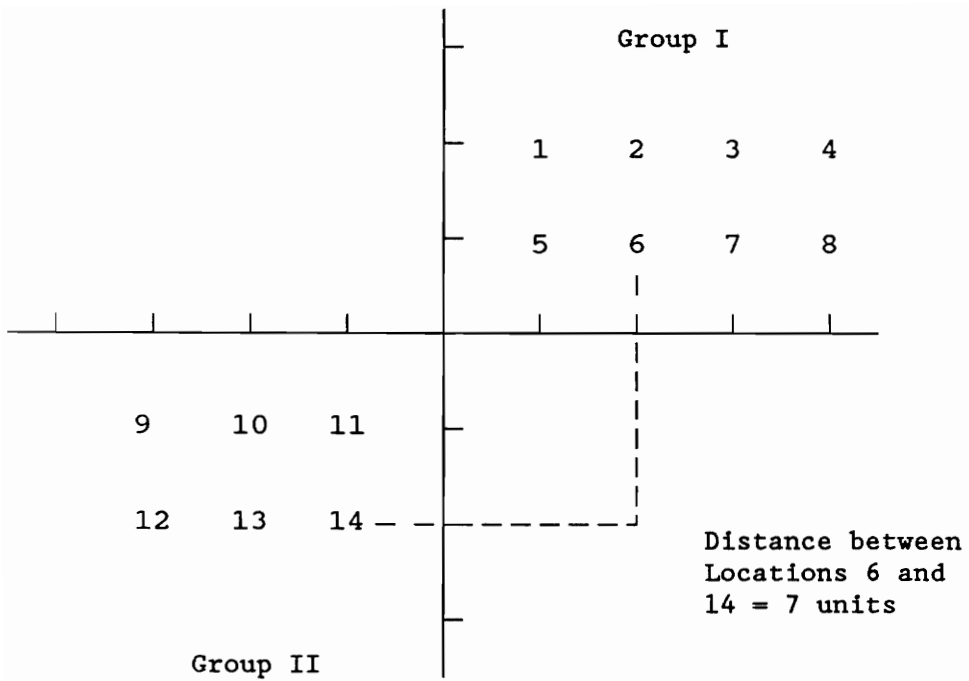 Group I
1 2 3 4
5 6 7 8
9 10 11
12 13 14
Distance between
Locations 6 and
14 = 7 units
Group II